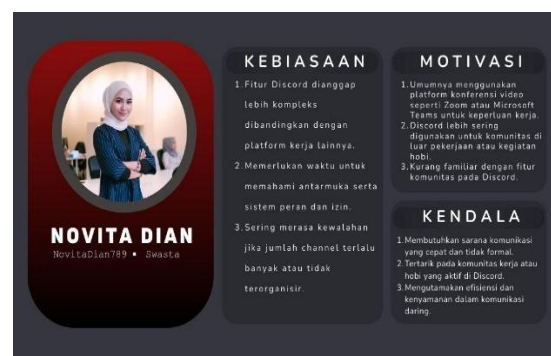 NOVITA DIAN
NovitaDian789 • Swasta
KEBIASAAN
1. Fitur Discord dianggap
lebih kompleks
dibandingkan dengan
platform kerja lainnya.
2. Memerlukan waktu untuk
memahami antarmuka serta
sistem peran dan izin.
3. Sering merasa kewalahan
jika jumlah channel terlalu
banyak atau tidak
terorganisir.
MOTIVASI
1. Umumnya menggunakan
platform konferensi video
seperti Zoom atau Microsoft
Teams untuk keperluan kerja.
2. Discord lebih sering
digunakan untuk komunitas di
luar pekerjaan atau kegiatan
hobi.
3. Kurang familiar dengan fitur
komunitas pada Discord.
KENDALA
1. Membutuhkan sarana komunikasi
yang cepat dan tidak formal.
2. Tertarik pada komunitas kerja atau
hobi yang aktif di Discord.
3. Mengutamakan efisiensi dan
kenyamanan dalam komunikasi
daring.